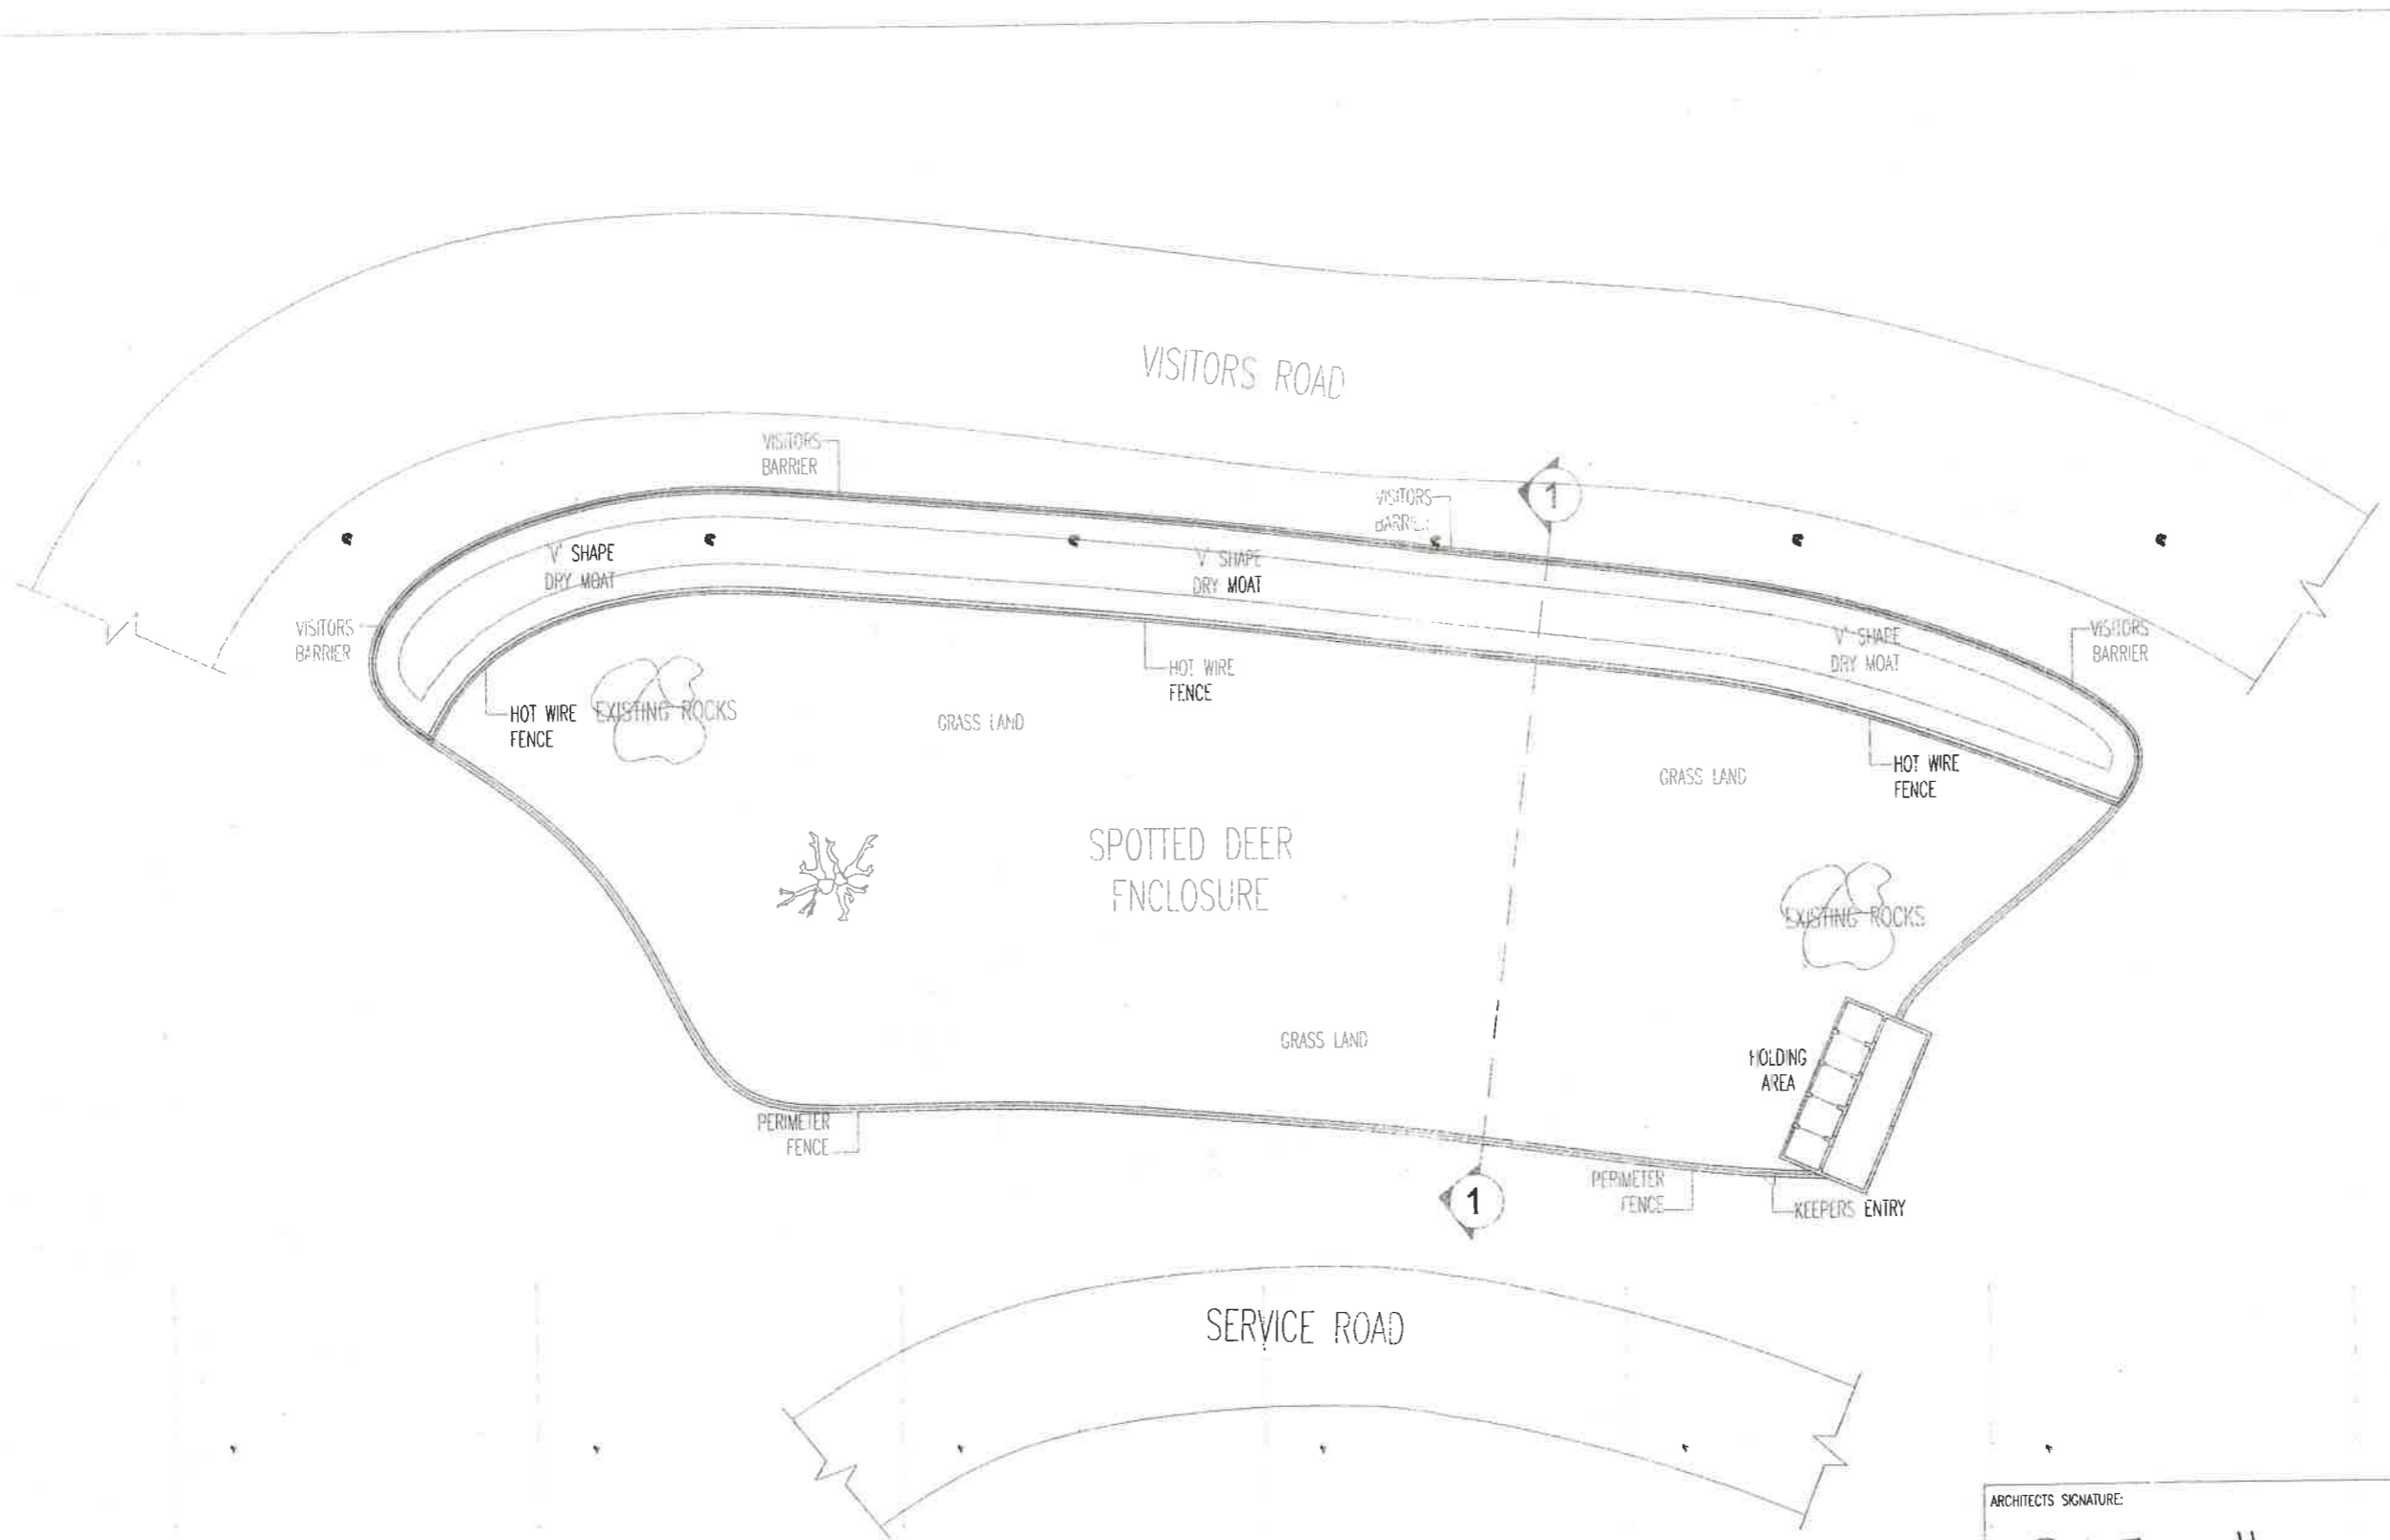 VISITORS ROAD
VISITORS
BARRIER
VISITORS
BARRIER
1
'V' SHAPE
DRY MOAT
'V' SHAPE
DRY MOAT
VISITORS
BARRIER
'V' SHAPE
DRY MOAT
VISITORS
BARRIER
HOT WIRE
FENCE
EXISTING ROCKS
HOT WIRE
FENCE
GRASS LAND
GRASS LAND
HOT WIRE
FENCE
SPOTTED DEER
ENCLOSURE
EXISTING ROCKS
GRASS LAND
HOLDING
AREA
PERIMETER
FENCE
PERIMETER
FENCE
KEEPERS ENTRY
1
SERVICE ROAD
ARCHITECTS SIGNATURE: